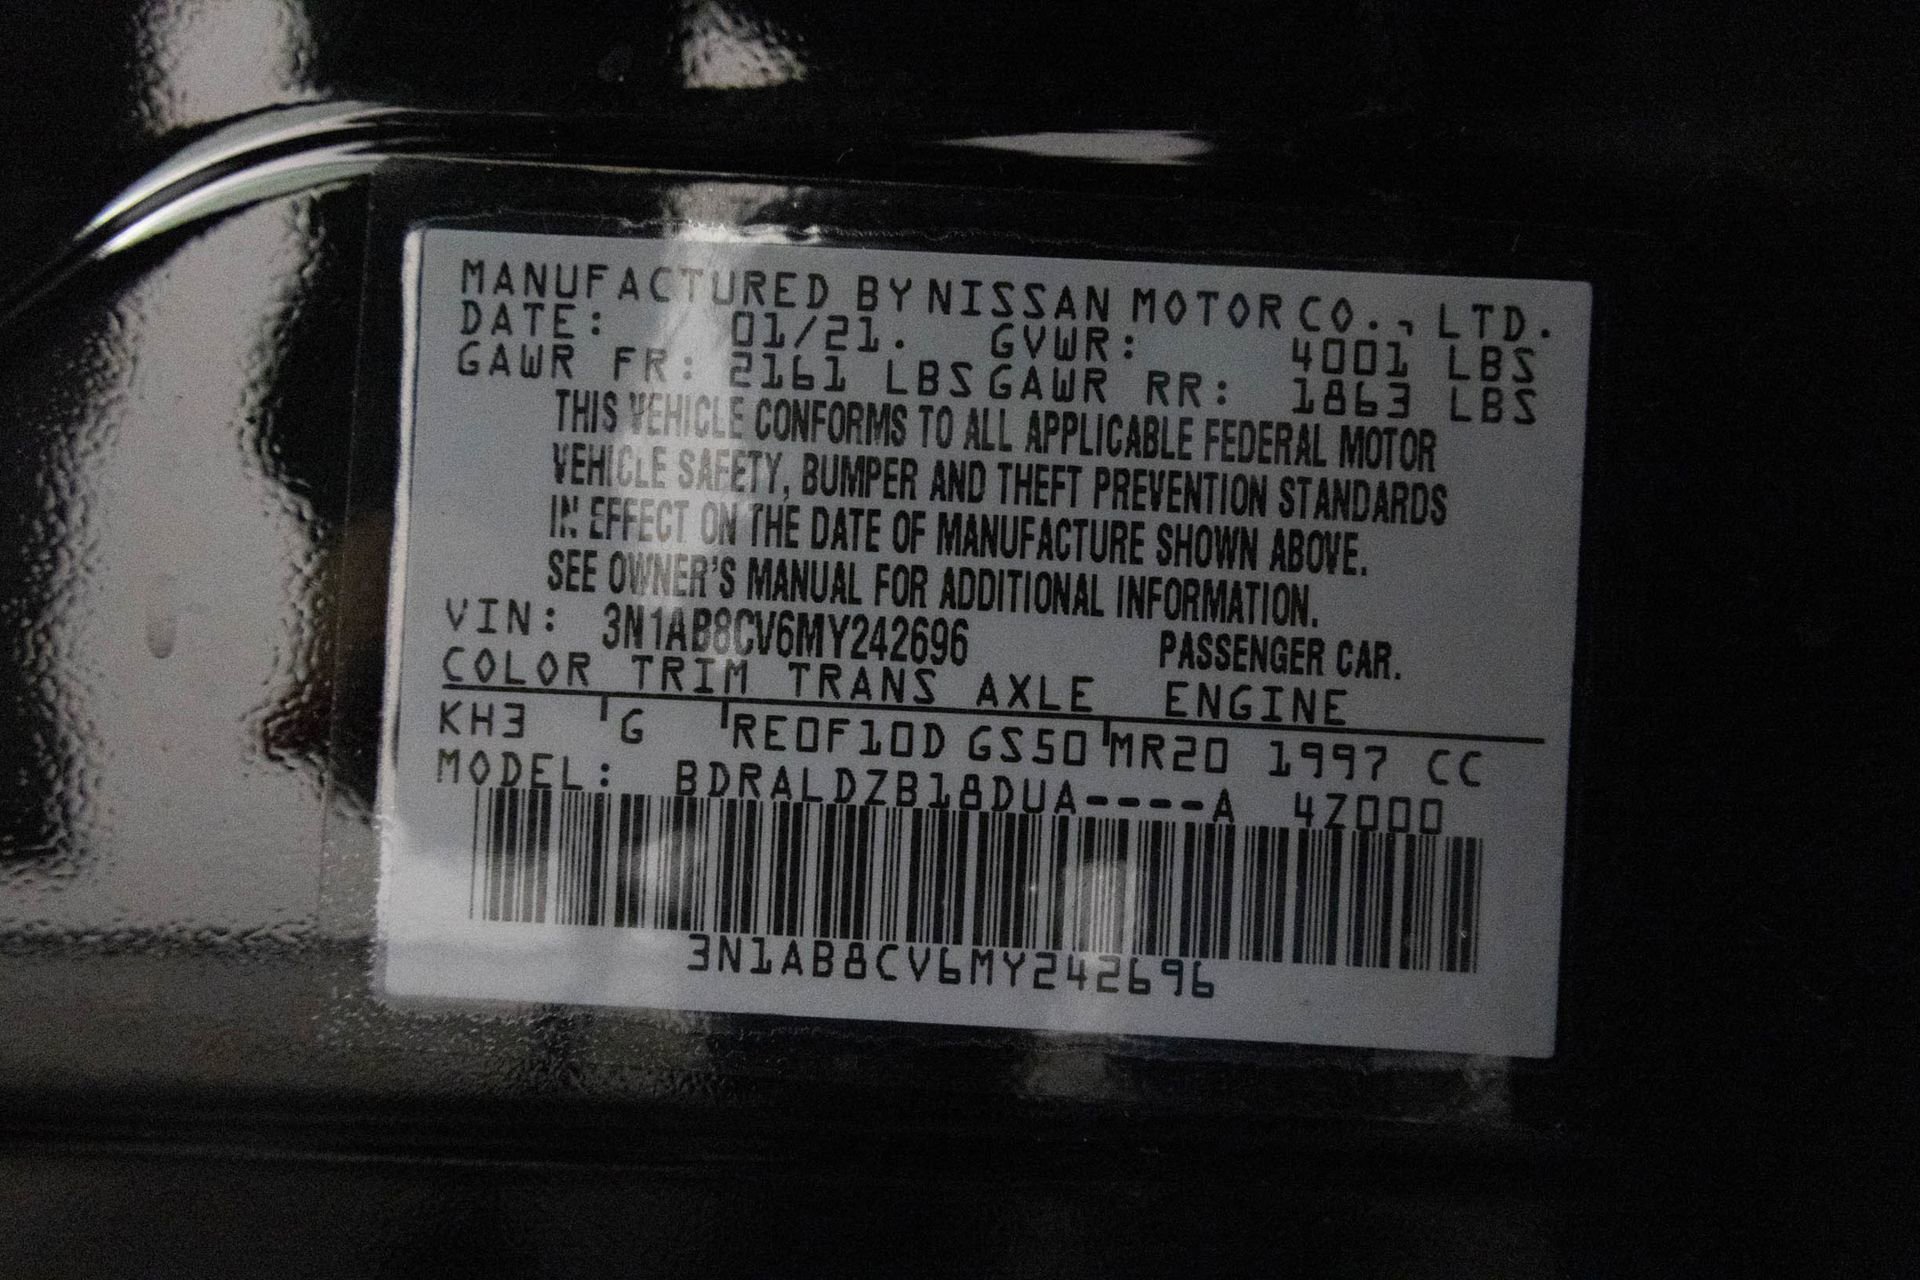 MANUFACTURED BY NISSAN MOTOR CO., LTD.
DATE: 01/21. GVWR: 4001 LBS
GAWR FR: 2161 LBS GAWR RR: 1863 LBS
THIS VEHICLE CONFORMS TO ALL APPLICABLE FEDERAL MOTOR
VEHICLE SAFETY, BUMPER AND THEFT PREVENTION STANDARDS
IN EFFECT ON THE DATE OF MANUFACTURE SHOWN ABOVE.
SEE OWNER'S MANUAL FOR ADDITIONAL INFORMATION.
VIN: 3N1AB8CV6MY242696 PASSENGER CAR.
COLOR TRIM TRANS AXLE ENGINE
KH3 G RE0F10D GS50 MR20 1997 CC
MODEL: BDRALDZB18DUA----A 4Z000
3N1AB8CV6MY242696